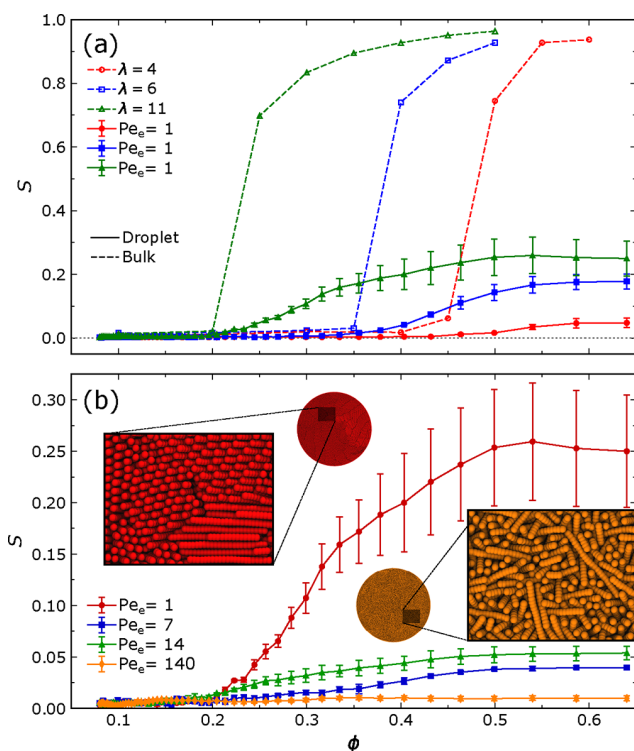 (a)
1.0
0.8
0.6
0.4
0.2
0.0
S
λ = 4
λ = 6
λ = 11
Peₑ= 1
Peₑ= 1
Peₑ= 1
Droplet
Bulk
(b)
0.30
0.25
0.20
0.15
0.10
0.05
0.00
S
Peₑ= 1
Peₑ= 7
Peₑ= 14
Peₑ= 140
0.1 0.2 0.3 0.4 0.5 0.6
ϕ